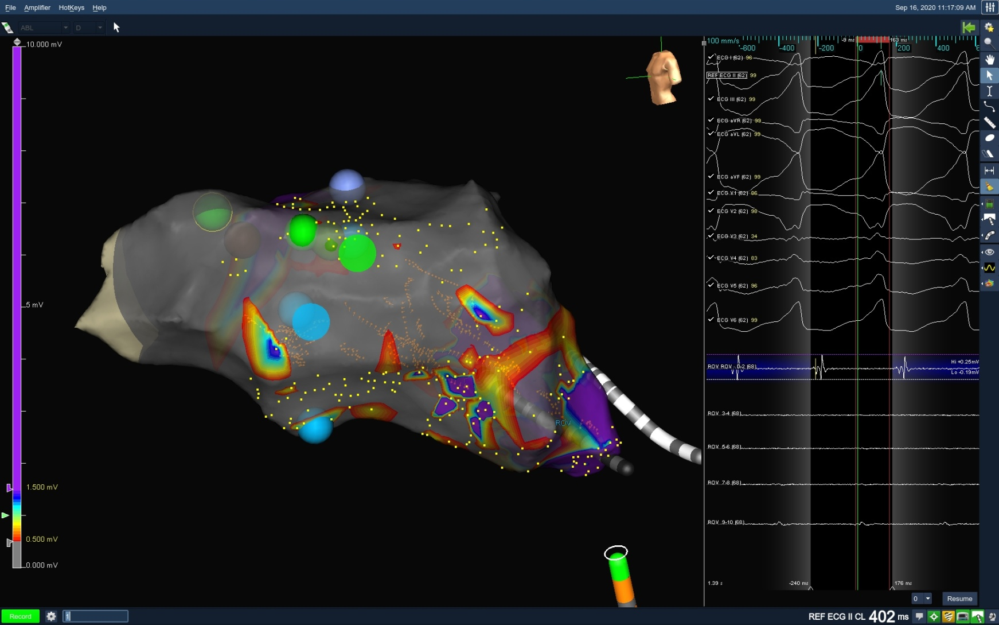 File Amplifier HotKeys Help Sep 16, 2020 11:17:09 AM
ABL D
10.000 mV
5 mV
1.500 mV
0.500 mV
0.000 mV
ROV
100 mm/s -9 ms 163 ms
-600 -400 -200 0 200 400
ECG I (62) 96
REF ECG II (62) 99
ECG III (62) 99
ECG aVR (62) 99
ECG aVL (62) 99
ECG aVF (62) 99
ECG V1 (62) 86
ECG V2 (62) 98
ECG V3 (62) 34
ECG V4 (62) 83
ECG V5 (62) 96
ECG V6 (62) 99
Hi +0.25mV
ROV ROV D-2 (68)
Lo -0.19mV
ROV 3-4 (68)
ROV 5-6 (68)
ROV 7-8 (68)
ROV 9-10 (68)
1.39 s -240 ms 176 ms
0 Resume
Record 1 REF ECG II CL 402 ms